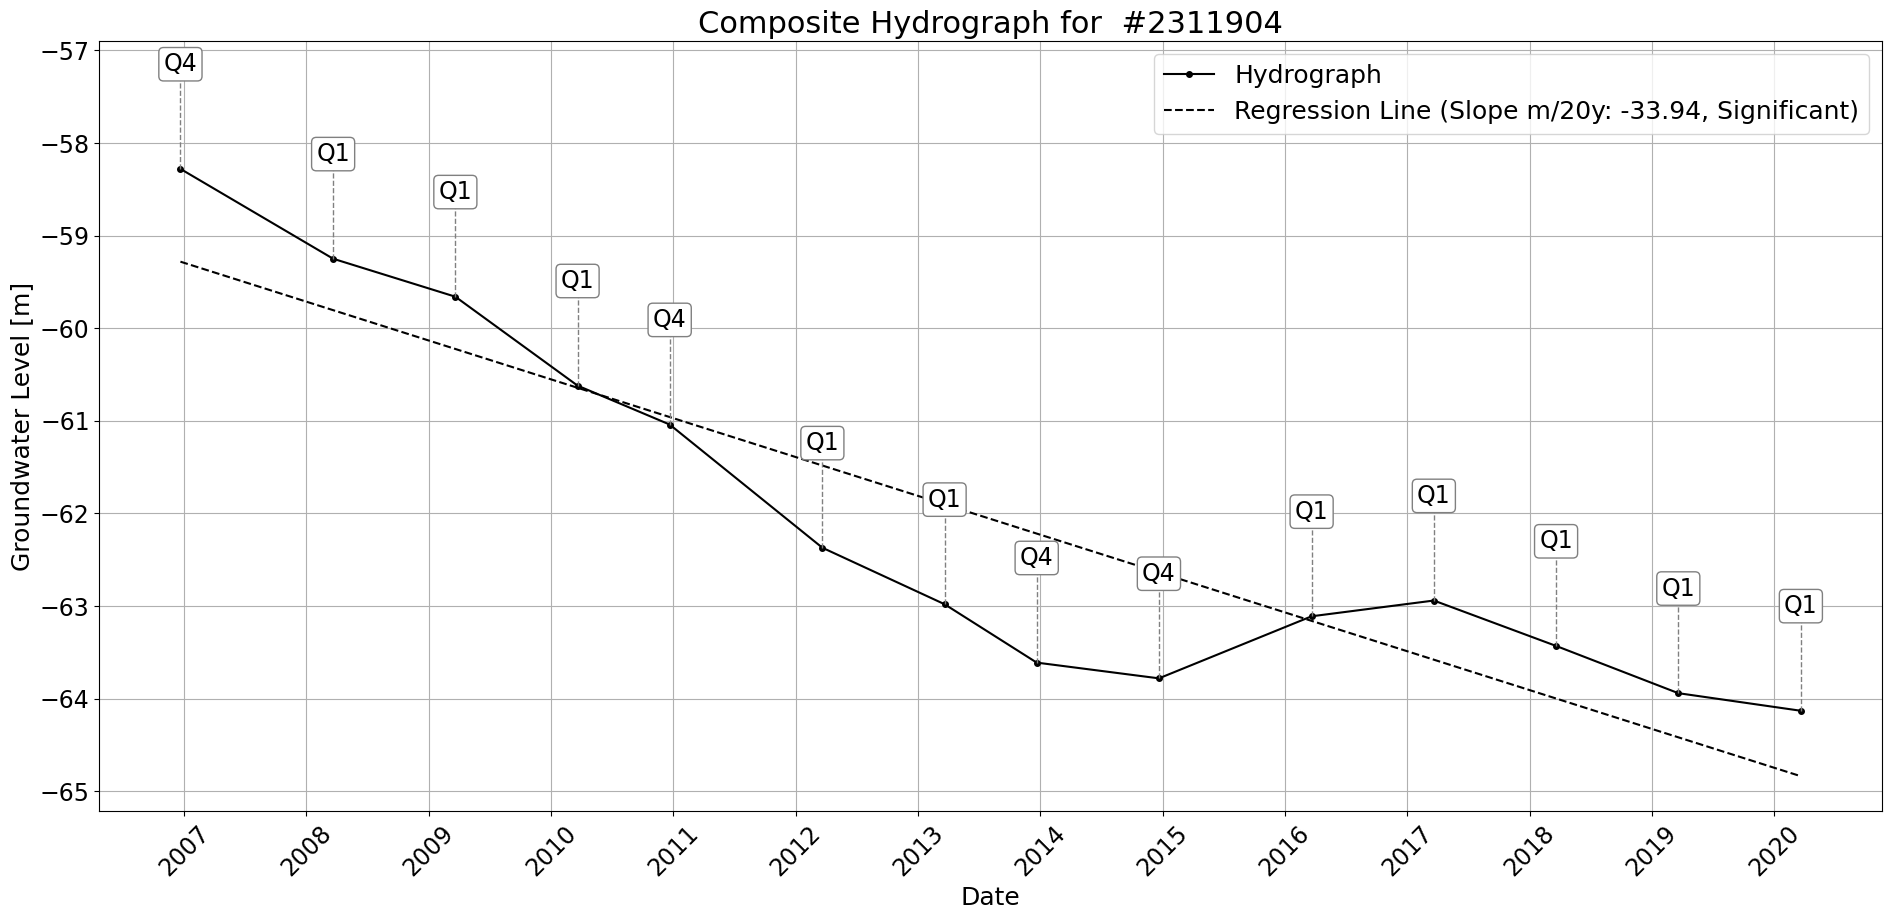 Composite Hydrograph for  #2311904
Hydrograph
Regression Line (Slope m/20y: -33.94, Significant)
Groundwater Level [m]
−57
−58
−59
−60
−61
−62
−63
−64
−65
Q4
Q1
Q1
Q1
Q4
Q1
Q1
Q4
Q4
Q1
Q1
Q1
Q1
Q1
2007
2008
2009
2010
2011
2012
2013
2014
2015
2016
2017
2018
2019
2020
Date